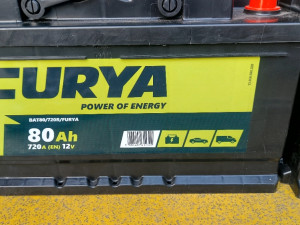 FURYA
POWER OF ENERGY
BAT80/720R/FURYA
80Ah
720A (EN) 12V